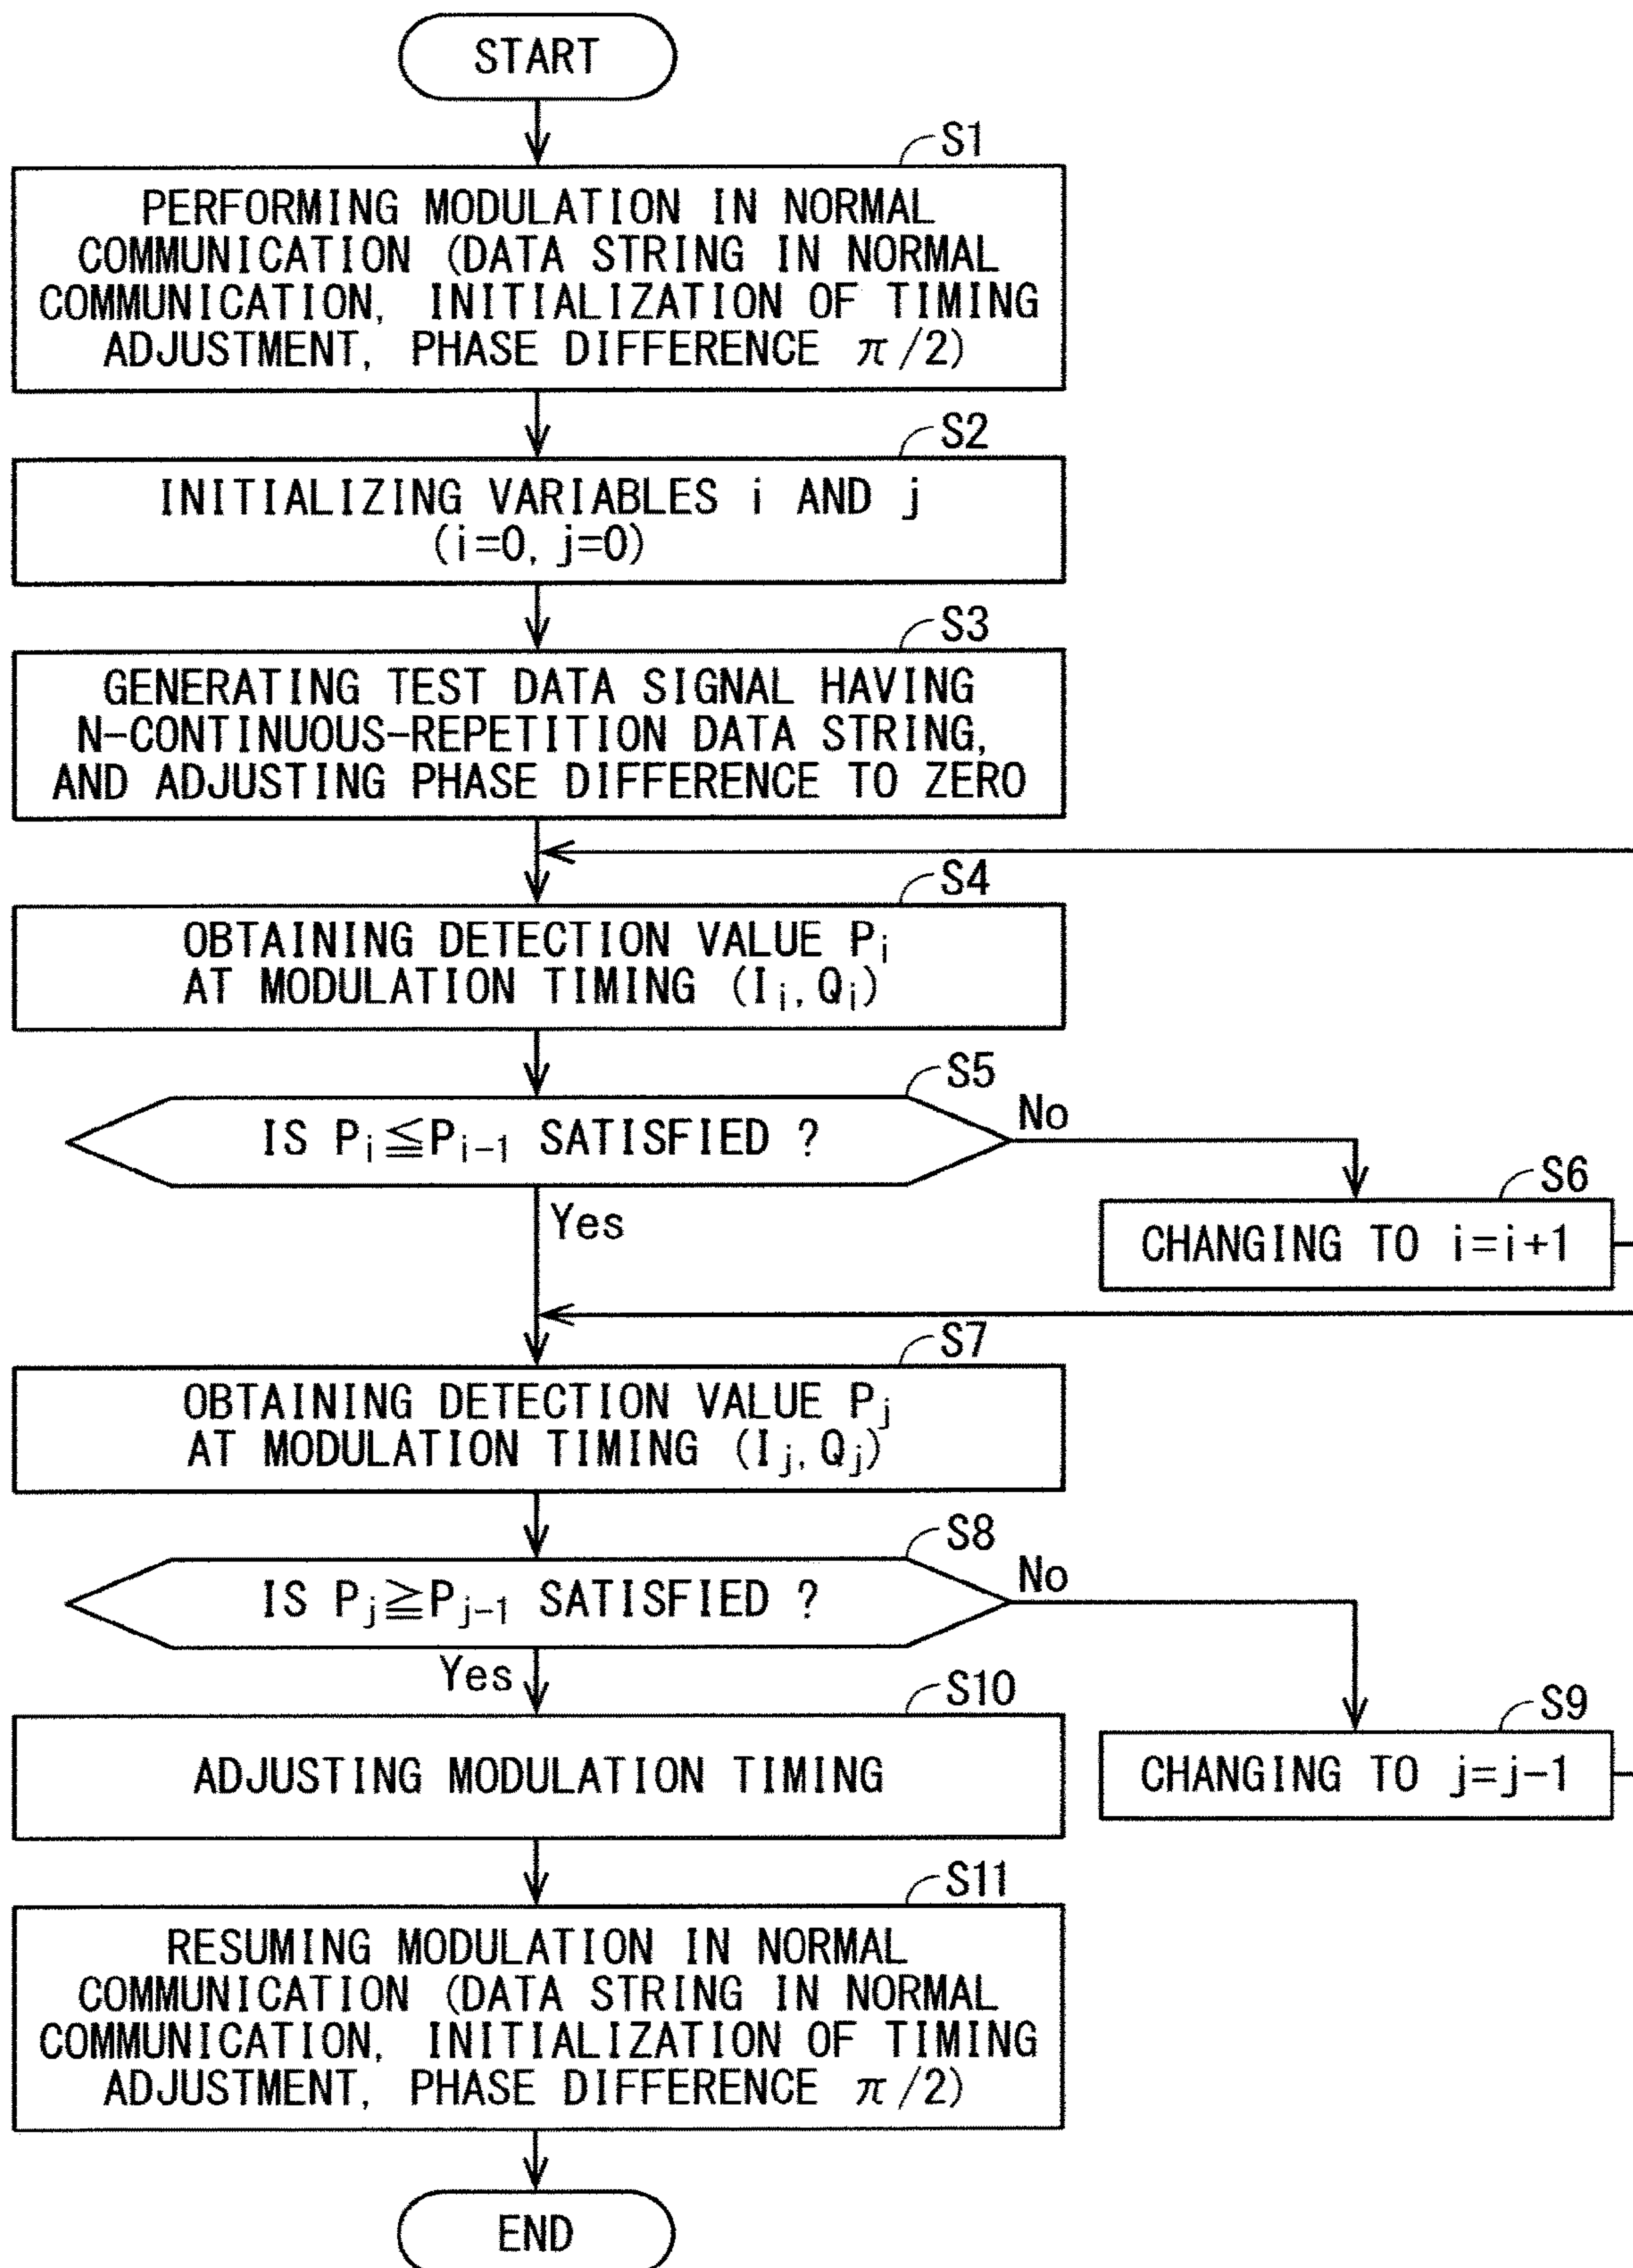 START
S1
PERFORMING MODULATION IN NORMAL
COMMUNICATION (DATA STRING IN NORMAL
COMMUNICATION, INITIALIZATION OF TIMING
ADJUSTMENT, PHASE DIFFERENCE π/2)
S2
INITIALIZING VARIABLES i AND j
(i=0, j=0)
S3
GENERATING TEST DATA SIGNAL HAVING
N-CONTINUOUS-REPETITION DATA STRING,
AND ADJUSTING PHASE DIFFERENCE TO ZERO
S4
OBTAINING DETECTION VALUE Pi
AT MODULATION TIMING (Ii, Qi)
S5
IS Pi≦Pi-1 SATISFIED ?
No
Yes
S6
CHANGING TO i=i+1
S7
OBTAINING DETECTION VALUE Pj
AT MODULATION TIMING (Ij, Qj)
S8
IS Pj≧Pj-1 SATISFIED ?
No
Yes
S9
CHANGING TO j=j-1
S10
ADJUSTING MODULATION TIMING
S11
RESUMING MODULATION IN NORMAL
COMMUNICATION (DATA STRING IN NORMAL
COMMUNICATION, INITIALIZATION OF TIMING
ADJUSTMENT, PHASE DIFFERENCE π/2)
END